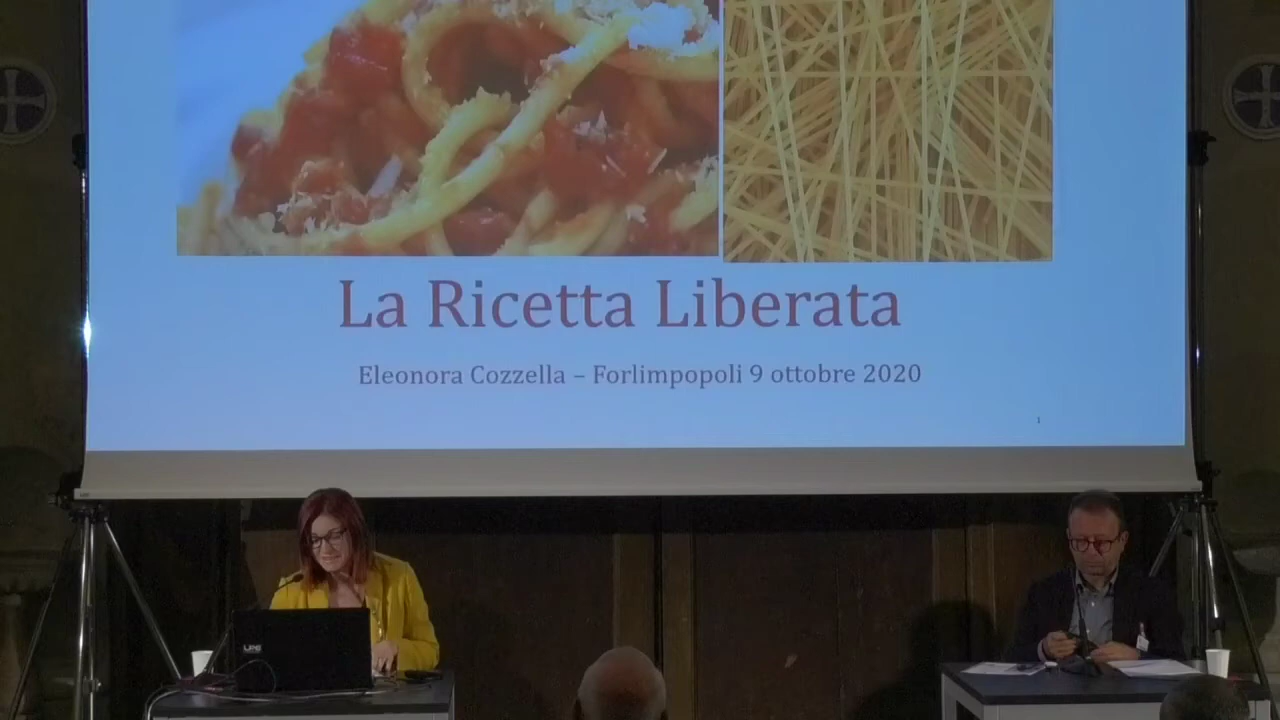 La Ricetta Liberata
Eleonora Cozzella – Forlimpopoli 9 ottobre 2020
1